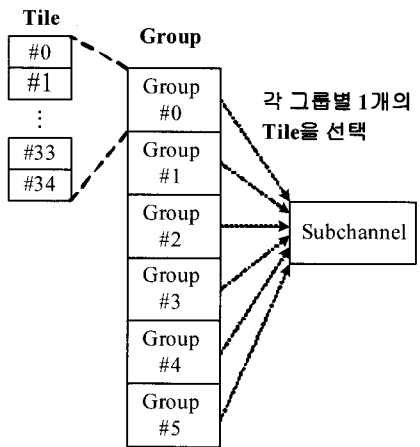 Tile
#0
#1
⋮
#33
#34
Group
Group
#0
Group
#1
Group
#2
Group
#3
Group
#4
Group
#5
각 그룹별 1개의
Tile을 선택
Subchannel